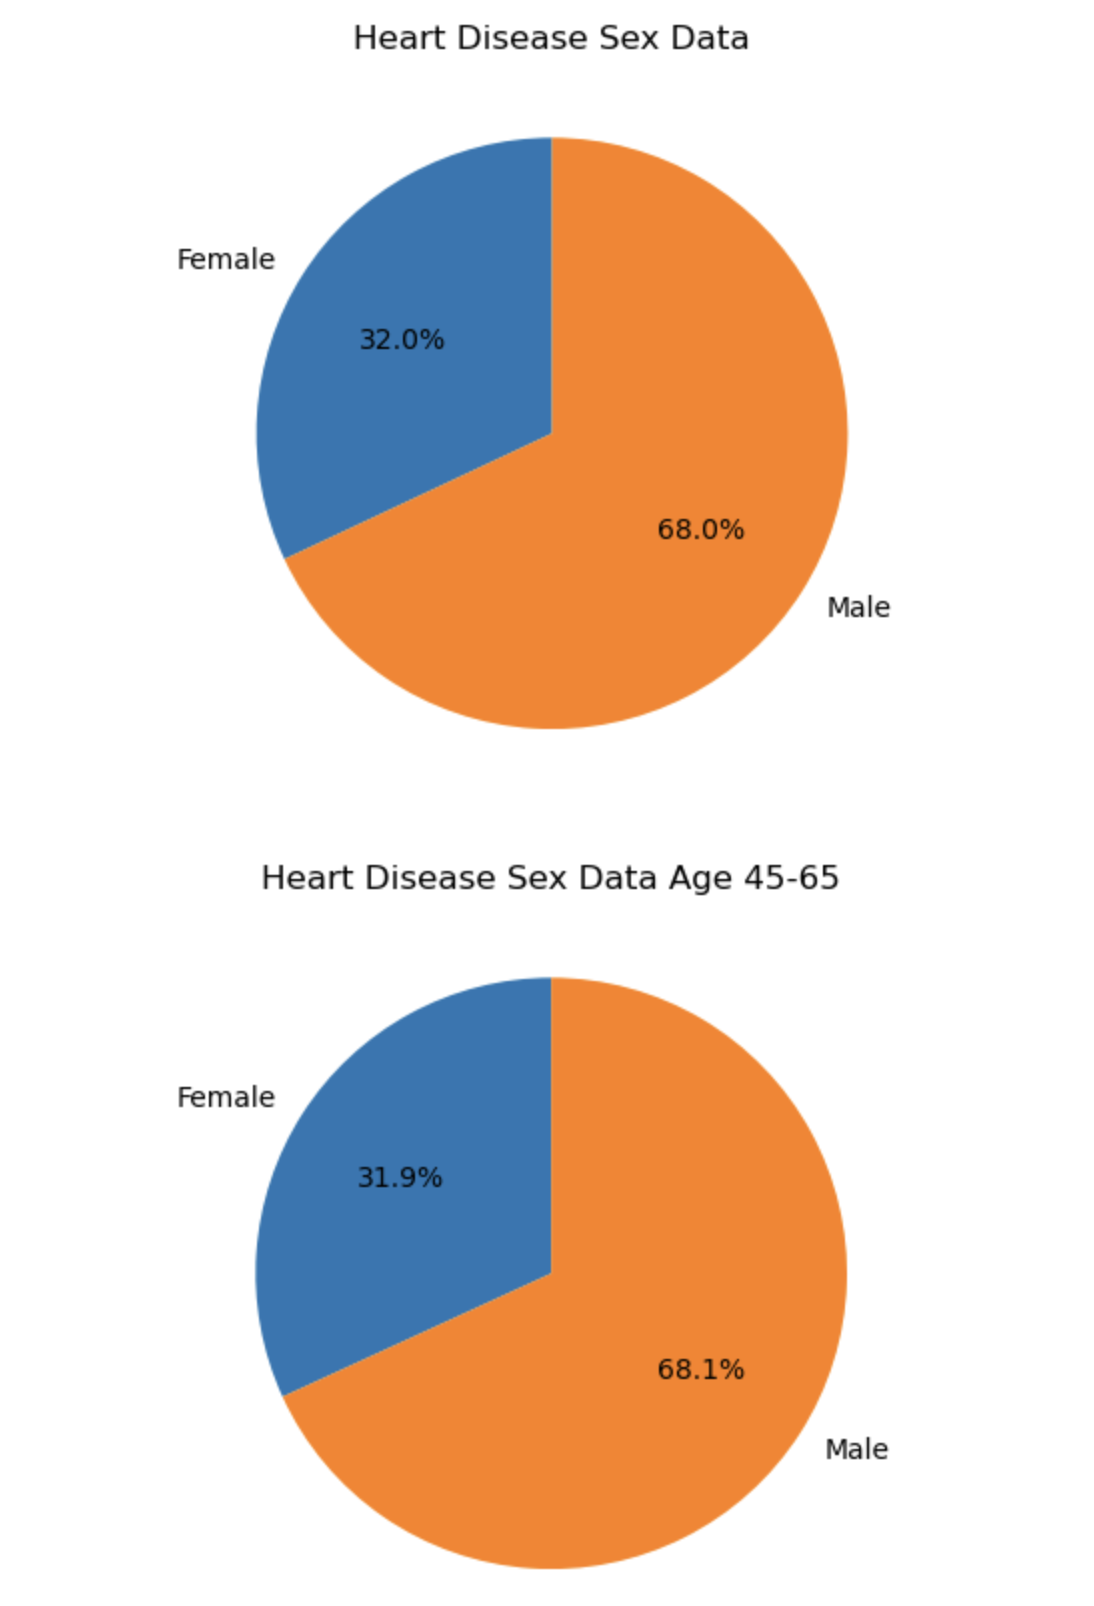 Heart Disease Sex Data
Female
32.0%
68.0%
Male
Heart Disease Sex Data Age 45-65
Female
31.9%
68.1%
Male